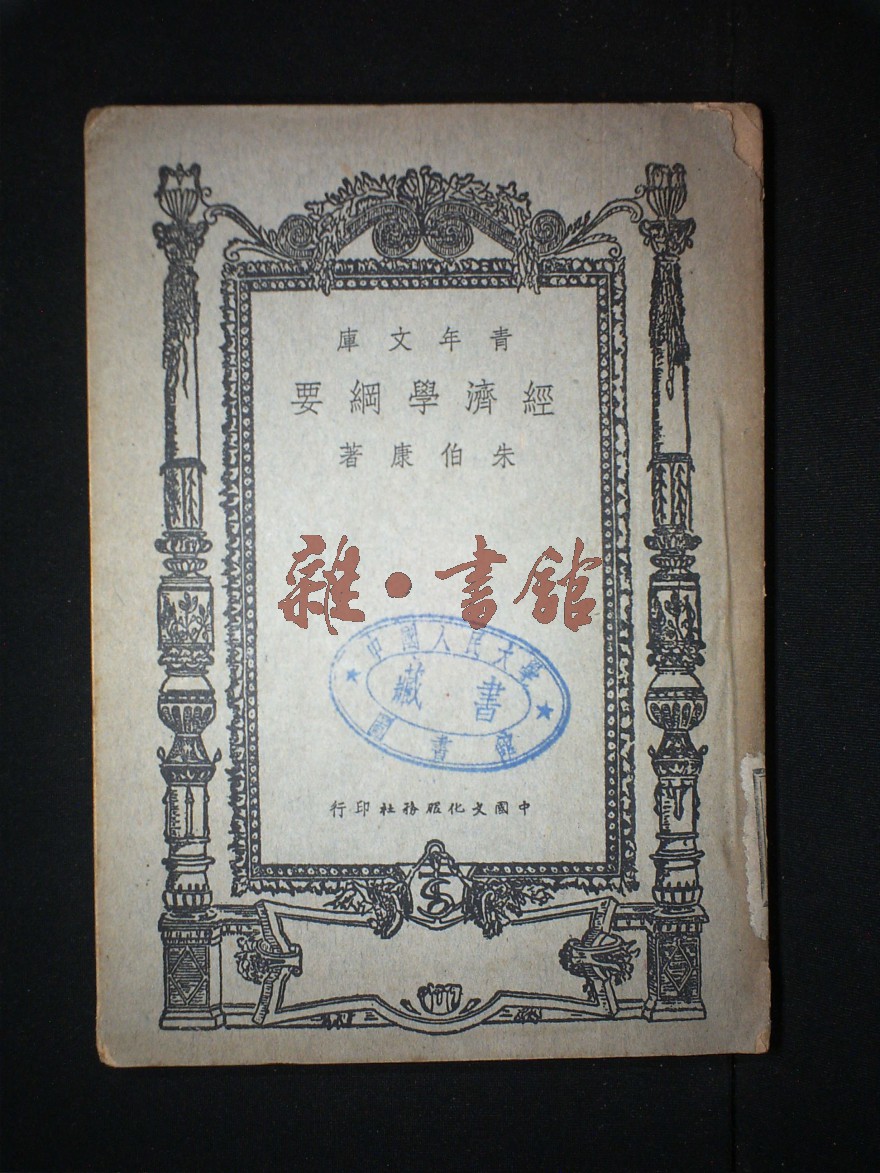 青年文庫
經濟學綱要
朱伯康著
雜·書館
中國人民大學
藏書
圖書館
中國文化服務社印行